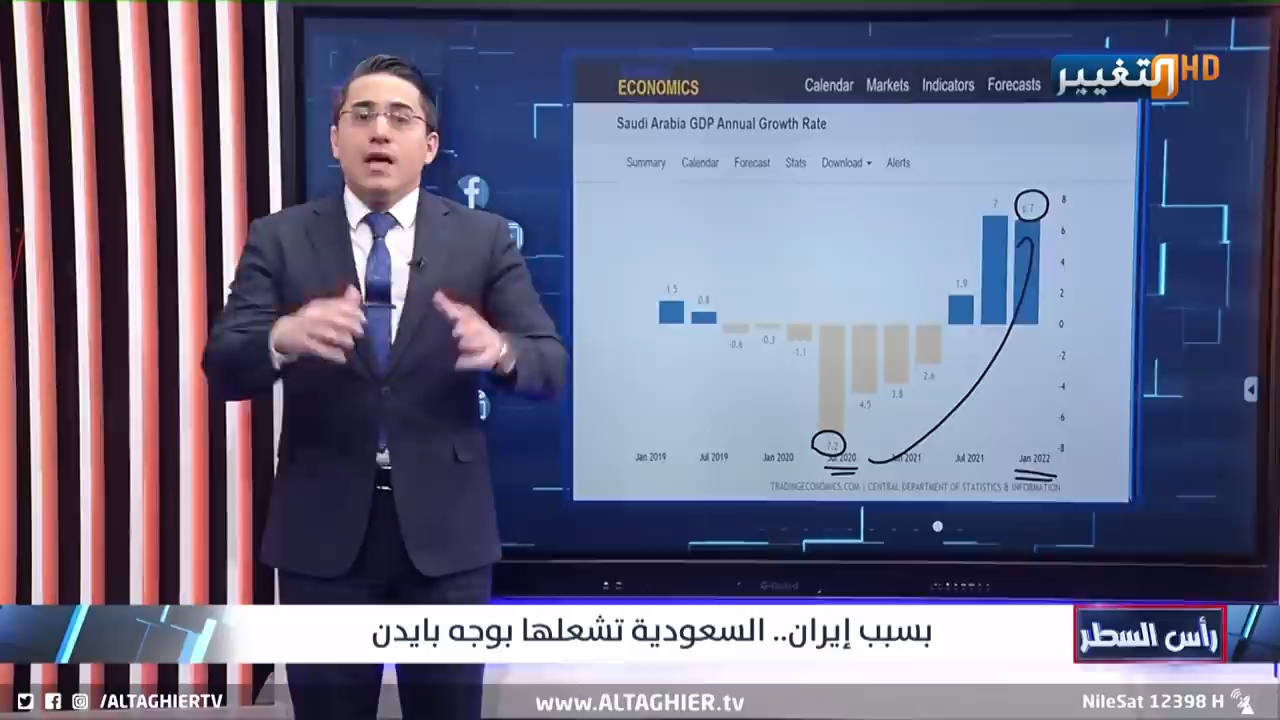 التغيير HD
ECONOMICS
Calendar Markets Indicators Forecasts
Saudi Arabia GDP Annual Growth Rate
Summary Calendar Forecast Stats Download Alerts
8
6
4
2
0
-2
-4
-6
-8
1.5
0.8
-0.6
-0.3
-1.1
-7.2
4.5
3.8
2.6
1.9
7
6.7
Jan 2019 Jul 2019 Jan 2020 Jul 2020 Jan 2021 Jul 2021 Jan 2022
TRADINGECONOMICS.COM | CENTRAL DEPARTMENT OF STATISTICS & INFORMATION
G-Guard
رأس السطر
بسبب إيران.. السعودية تشعلها بوجه بايدن
/ALTAGHIERTV
www.ALTAGHIER.tv
NileSat 12398 H